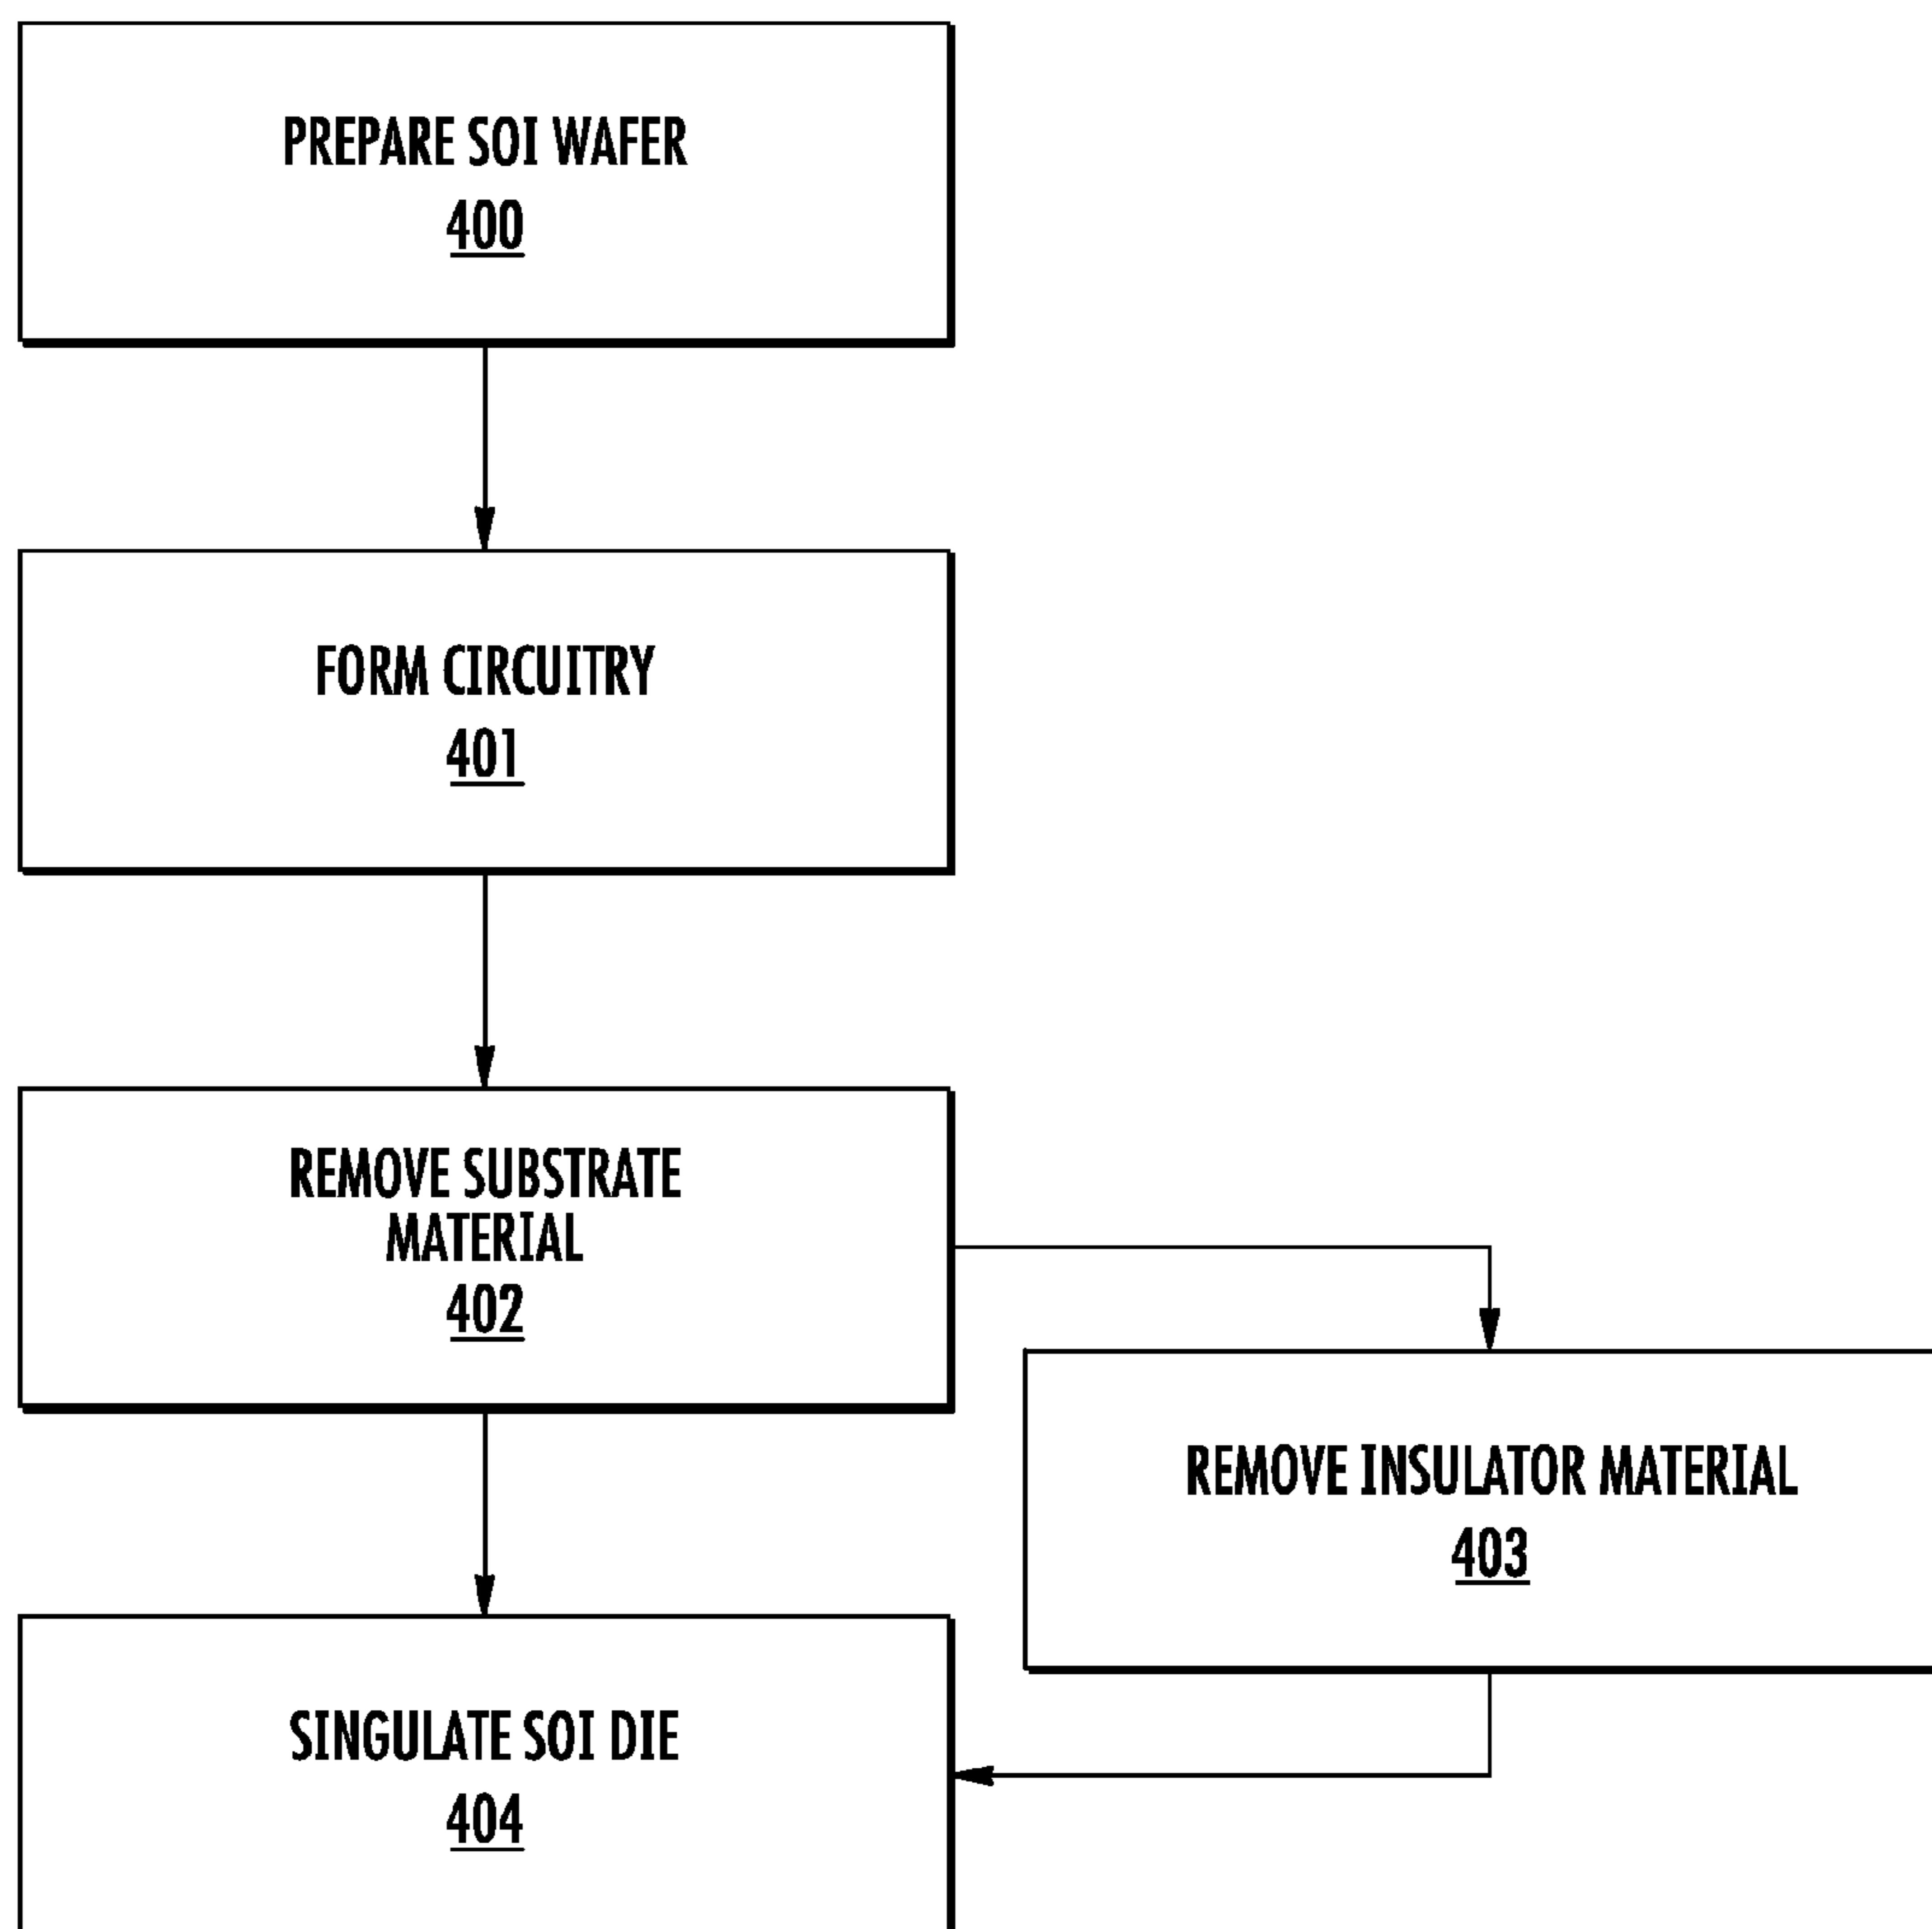 PREPARE SOI WAFER
400
FORM CIRCUITRY
401
REMOVE SUBSTRATE
MATERIAL
402
REMOVE INSULATOR MATERIAL
403
SINGULATE SOI DIE
404